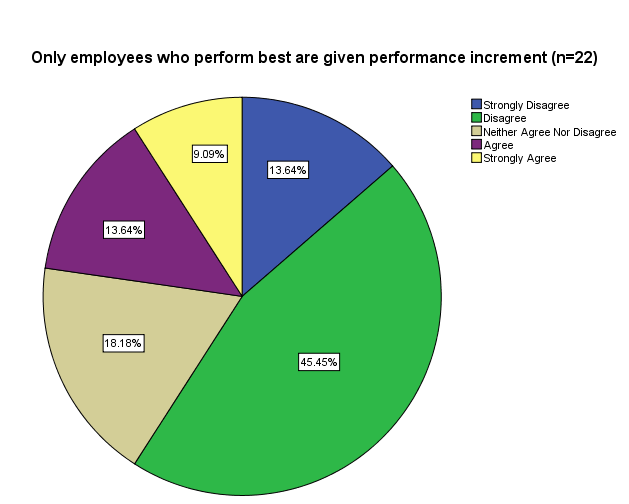 Only employees who perform best are given performance increment (n=22)
Strongly Disagree
Disagree
Neither Agree Nor Disagree
Agree
Strongly Agree
9.09%
13.64%
13.64%
18.18%
45.45%